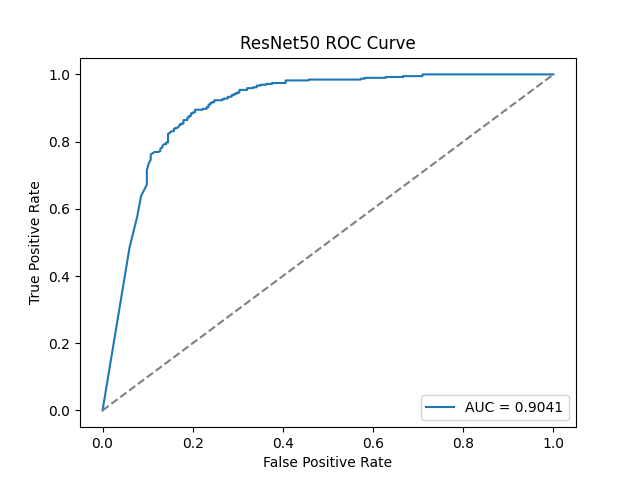 ResNet50 ROC Curve
True Positive Rate
1.0
0.8
0.6
0.4
0.2
0.0
AUC = 0.9041
0.0 0.2 0.4 0.6 0.8 1.0
False Positive Rate